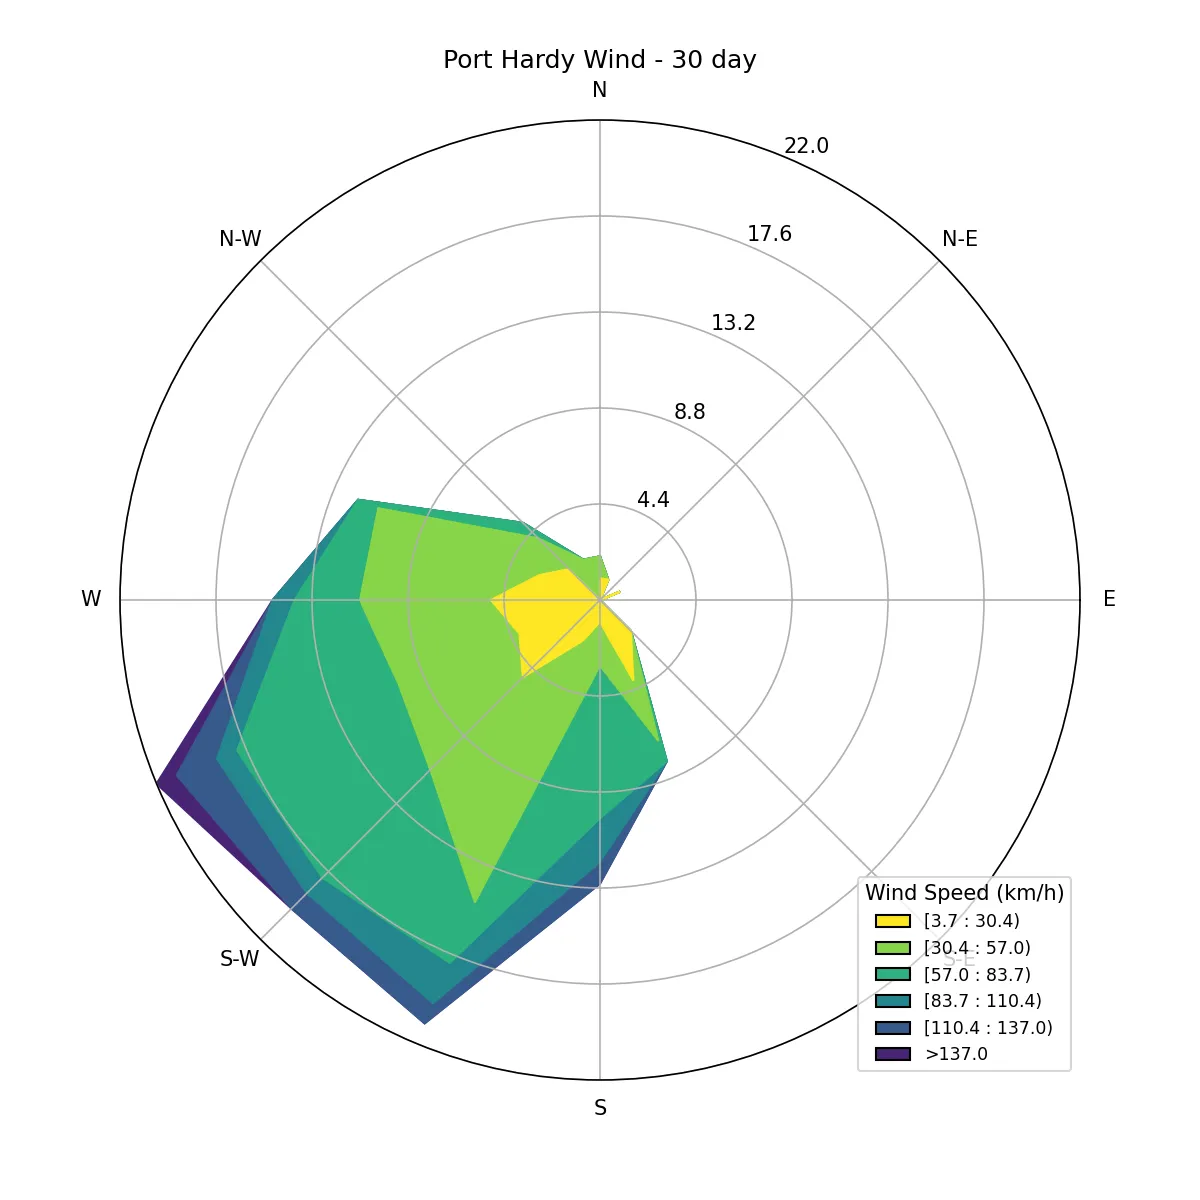 Port Hardy Wind - 30 day
N
22.0
17.6
N-W
N-E
13.2
8.8
4.4
W
E
Wind Speed (km/h)
[3.7 : 30.4)
[30.4 : 57.0)
S-W
S-E
[57.0 : 83.7)
[83.7 : 110.4)
[110.4 : 137.0)
>137.0
S